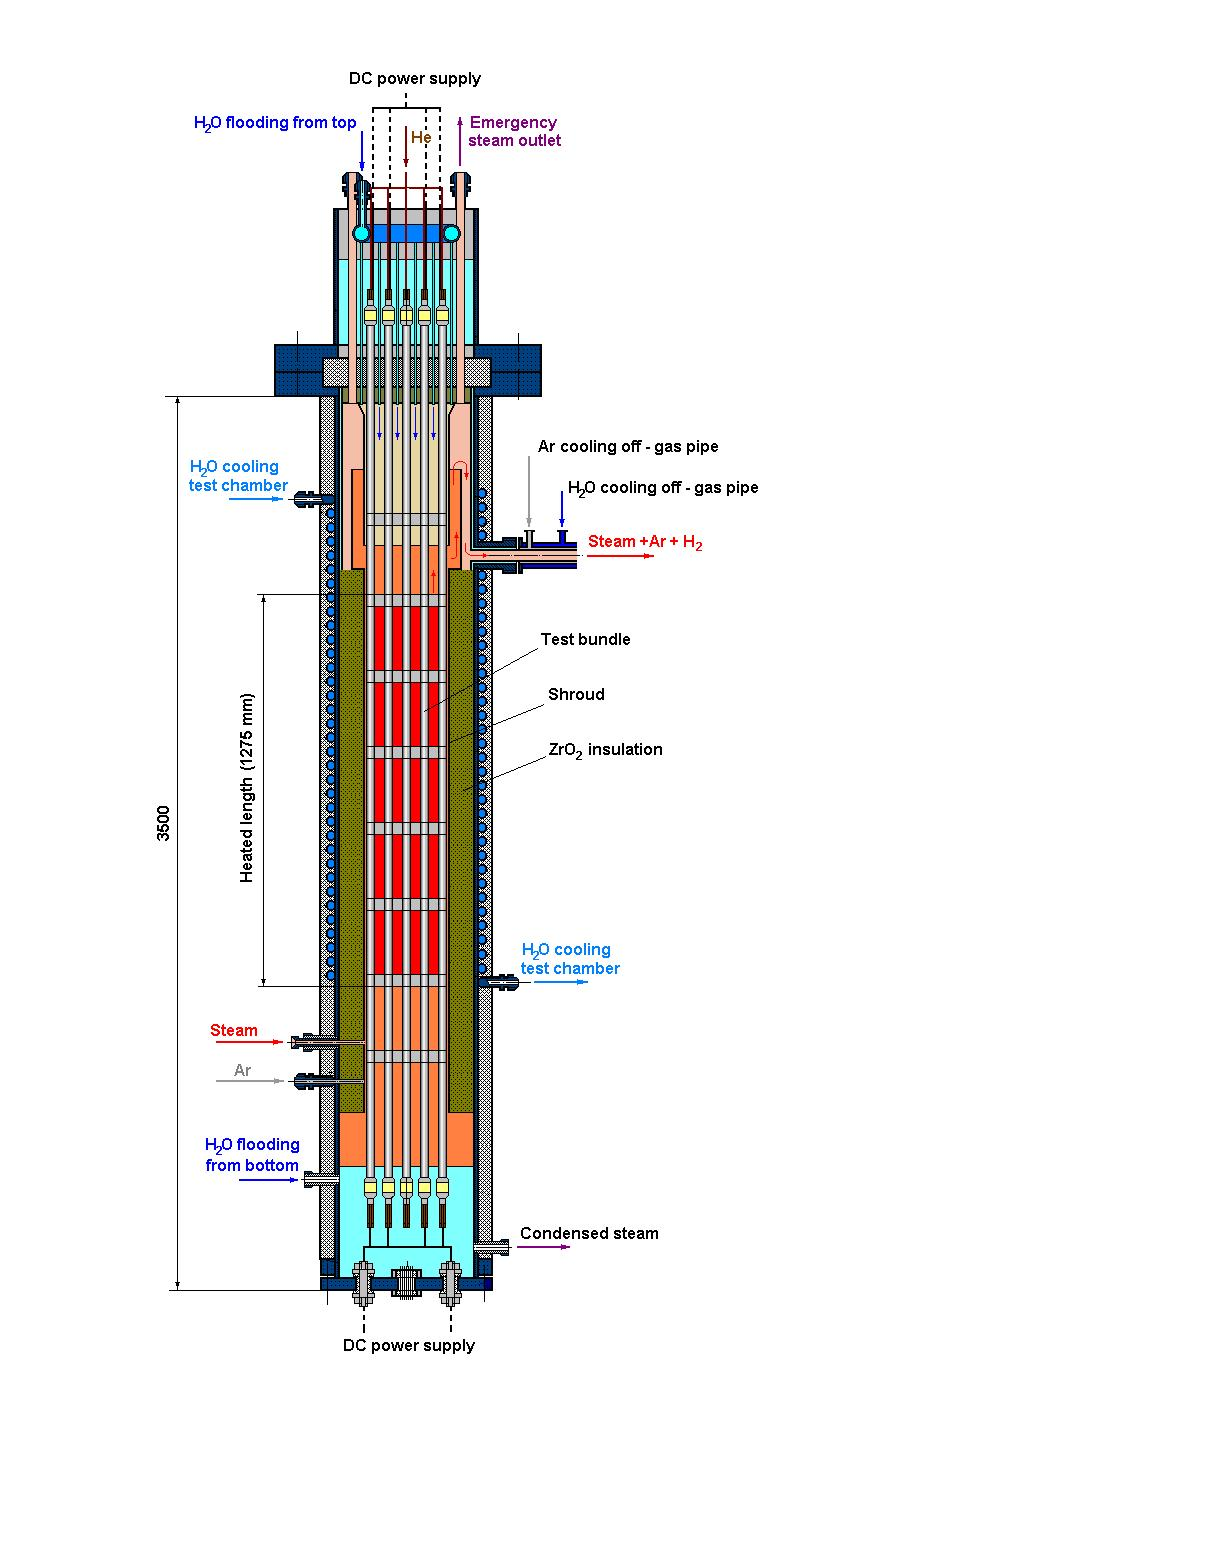 DC power supply
H₂O flooding from top
He
Emergency
steam outlet
Ar cooling off - gas pipe
H₂O cooling
test chamber
H₂O cooling off - gas pipe
Steam +Ar + H₂
Test bundle
Shroud
ZrO₂ insulation
Heated length (1275 mm)
3500
H₂O cooling
test chamber
Steam
Ar
H₂O flooding
from bottom
Condensed steam
DC power supply